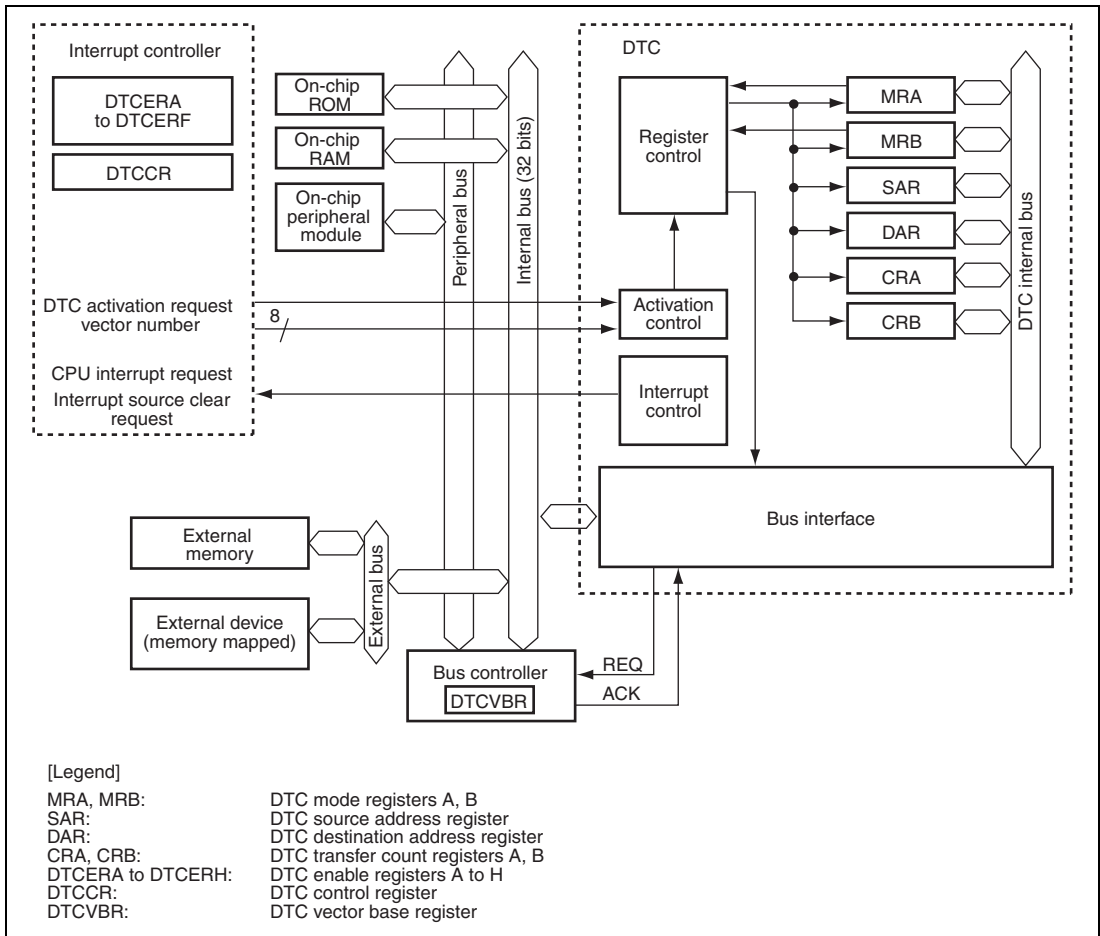 Interrupt controller
DTCERA
to DTCERF
DTCCR
DTC activation request
vector number
8
CPU interrupt request
Interrupt source clear
request
On-chip
ROM
On-chip
RAM
On-chip
peripheral
module
Peripheral bus
Internal bus (32 bits)
DTC
Register
control
Activation
control
Interrupt
control
MRA
MRB
SAR
DAR
CRA
CRB
DTC internal bus
Bus interface
External
memory
External device
(memory mapped)
External bus
Bus controller
DTCVBR
REQ
ACK
[Legend]
MRA, MRB: DTC mode registers A, B
SAR: DTC source address register
DAR: DTC destination address register
CRA, CRB: DTC transfer count registers A, B
DTCERA to DTCERH: DTC enable registers A to H
DTCCR: DTC control register
DTCVBR: DTC vector base register